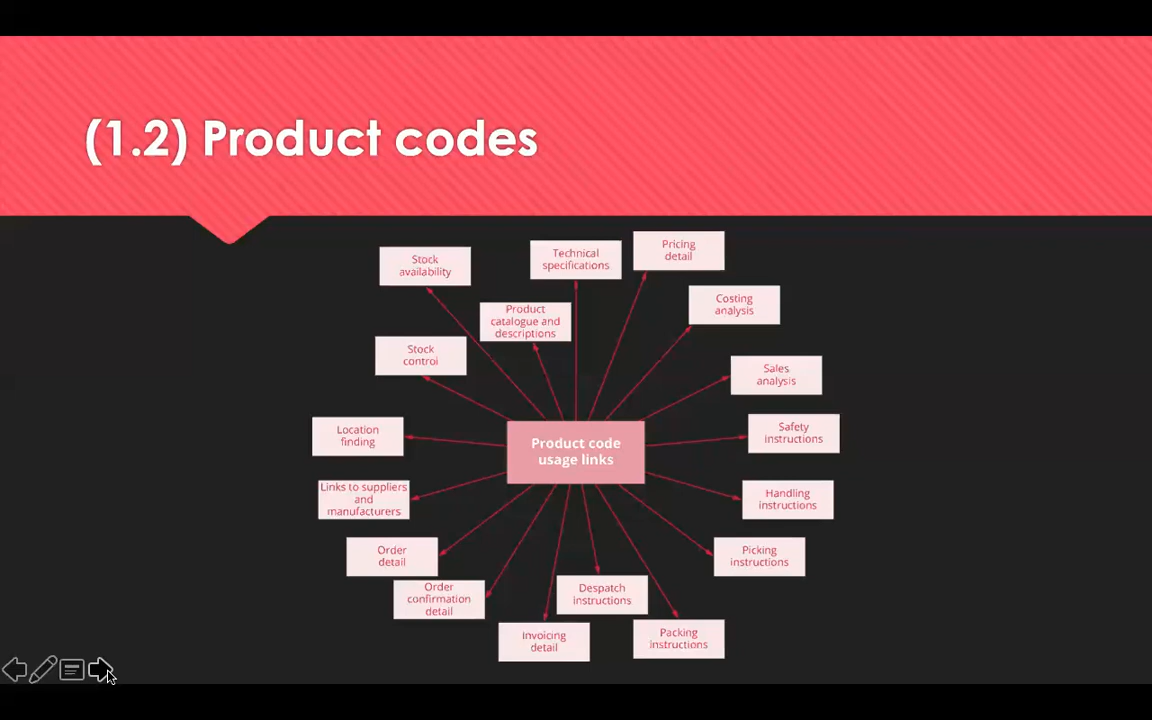 (1.2) Product codes
Stock
availability
Technical
specifications
Pricing
detail
Product
catalogue and
descriptions
Costing
analysis
Stock
control
Sales
analysis
Location
finding
Product code
usage links
Safety
instructions
Links to suppliers
and
manufacturers
Handling
instructions
Order
detail
Picking
instructions
Order
confirmation
detail
Despatch
instructions
Invoicing
detail
Packing
instructions